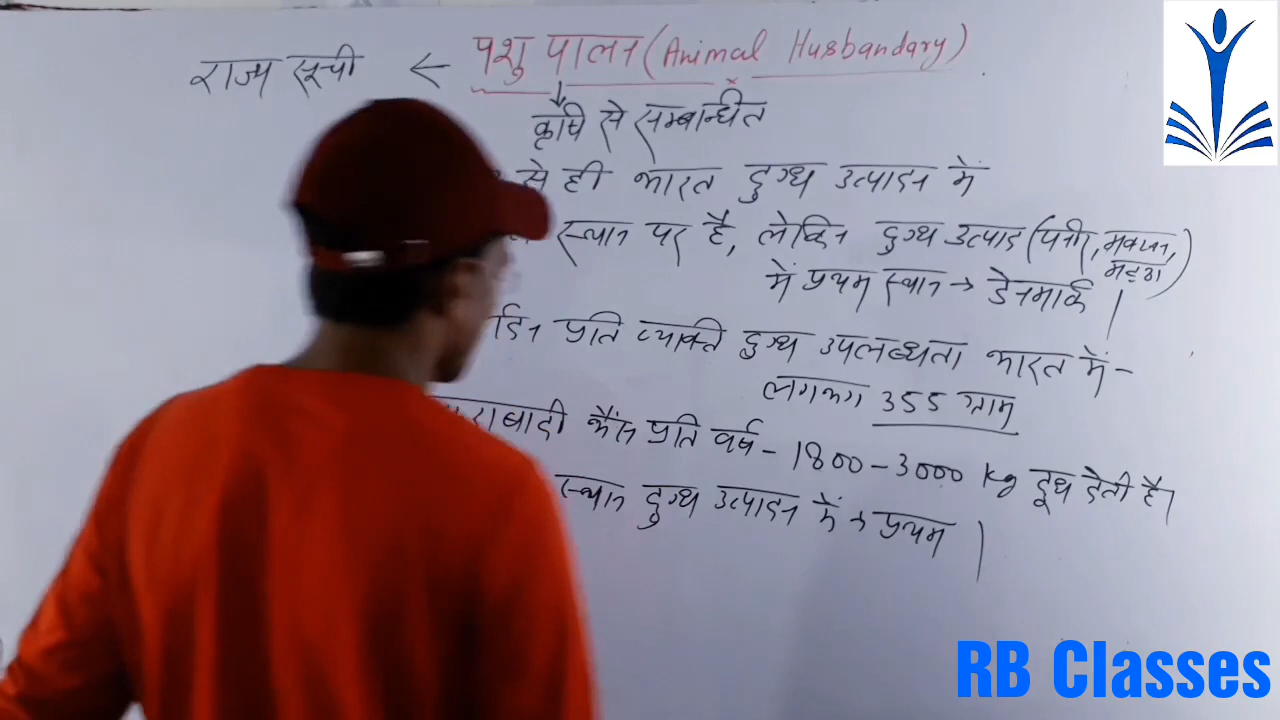 राज्य सूची ← पशु पालन (Animal Husbandary)
कृषि से सम्बान्धित
से ही भारत दुग्ध उत्पादन में
स्थान पर है, लेकिन दुग्ध उत्पाद (पनीर, मक्खन, मट्ठा)
में प्रथम स्थान → डेनमार्क |
प्रति व्यक्ति दुग्ध उपलब्धता भारत में -
लगभग 355 ग्राम
भैंस प्रति वर्ष - 1800 - 3000 kg दूध देती है।
स्थान दुग्ध उत्पादन में → प्रथम |
RB Classes